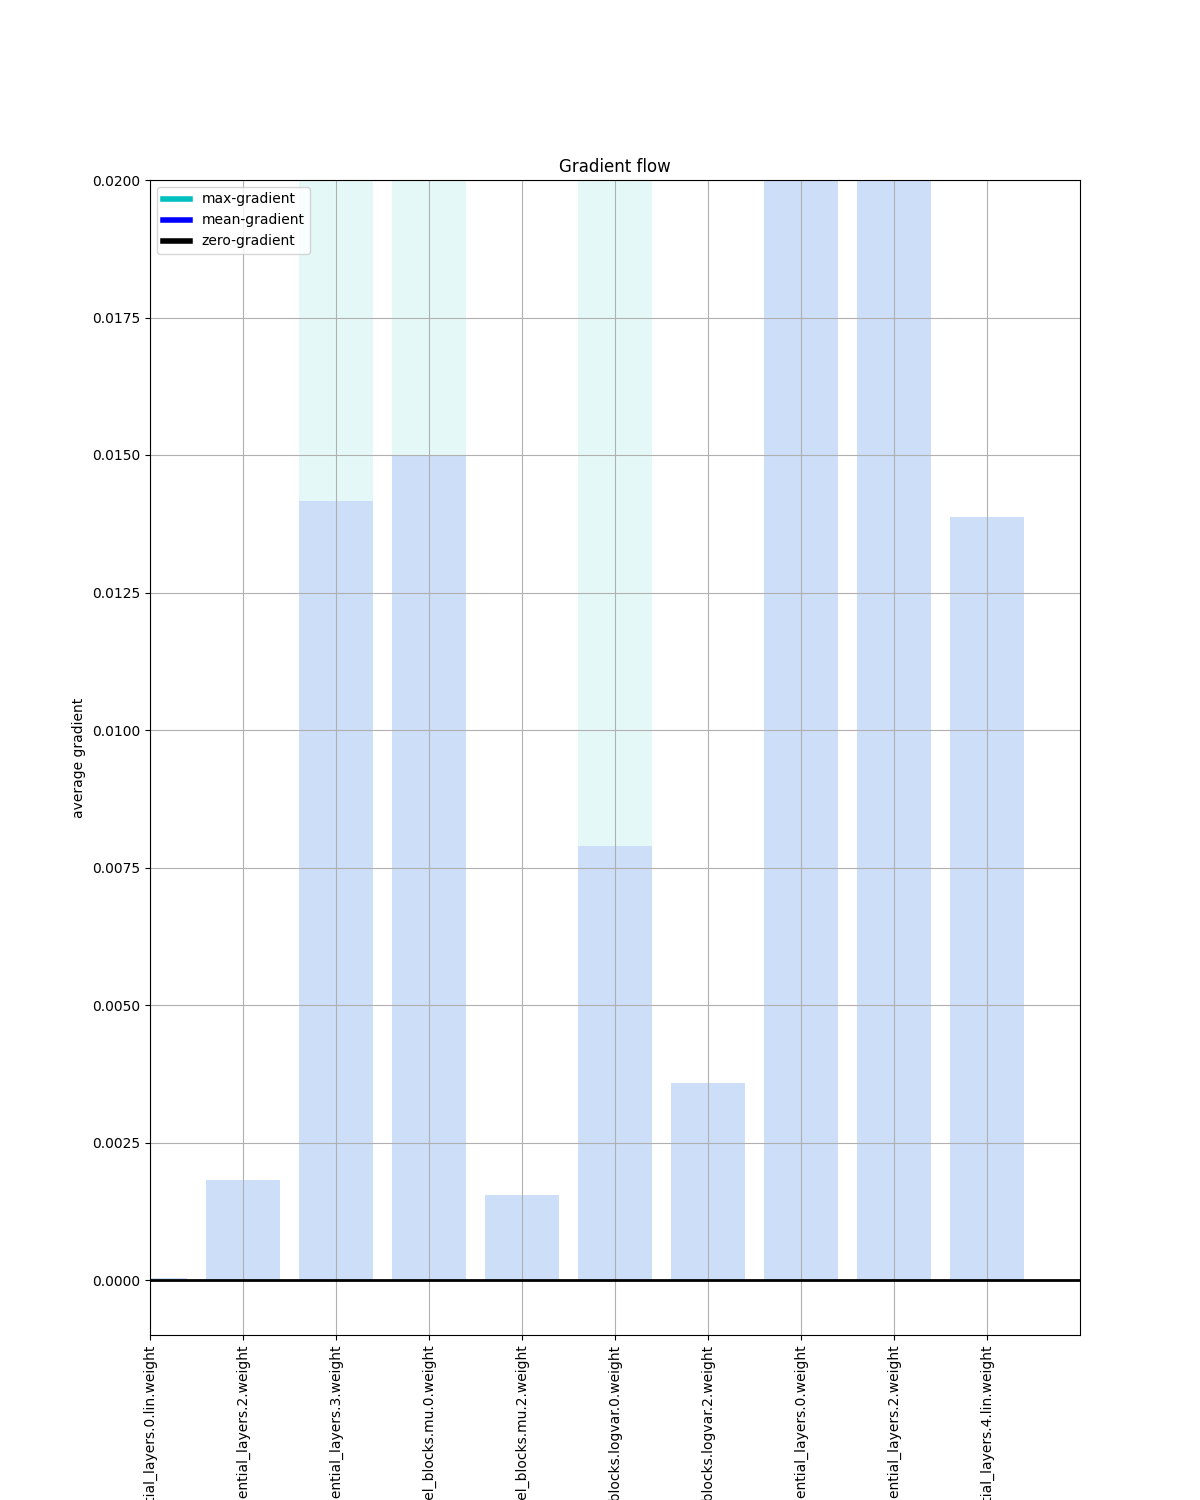 Gradient flow
max-gradient
mean-gradient
zero-gradient
0.0200
0.0175
0.0150
0.0125
0.0100
0.0075
0.0050
0.0025
0.0000
average gradient
tial_layers.0.lin.weight
ential_layers.2.weight
ential_layers.3.weight
el_blocks.mu.0.weight
el_blocks.mu.2.weight
blocks.logvar.0.weight
blocks.logvar.2.weight
ential_layers.0.weight
ential_layers.2.weight
tial_layers.4.lin.weight